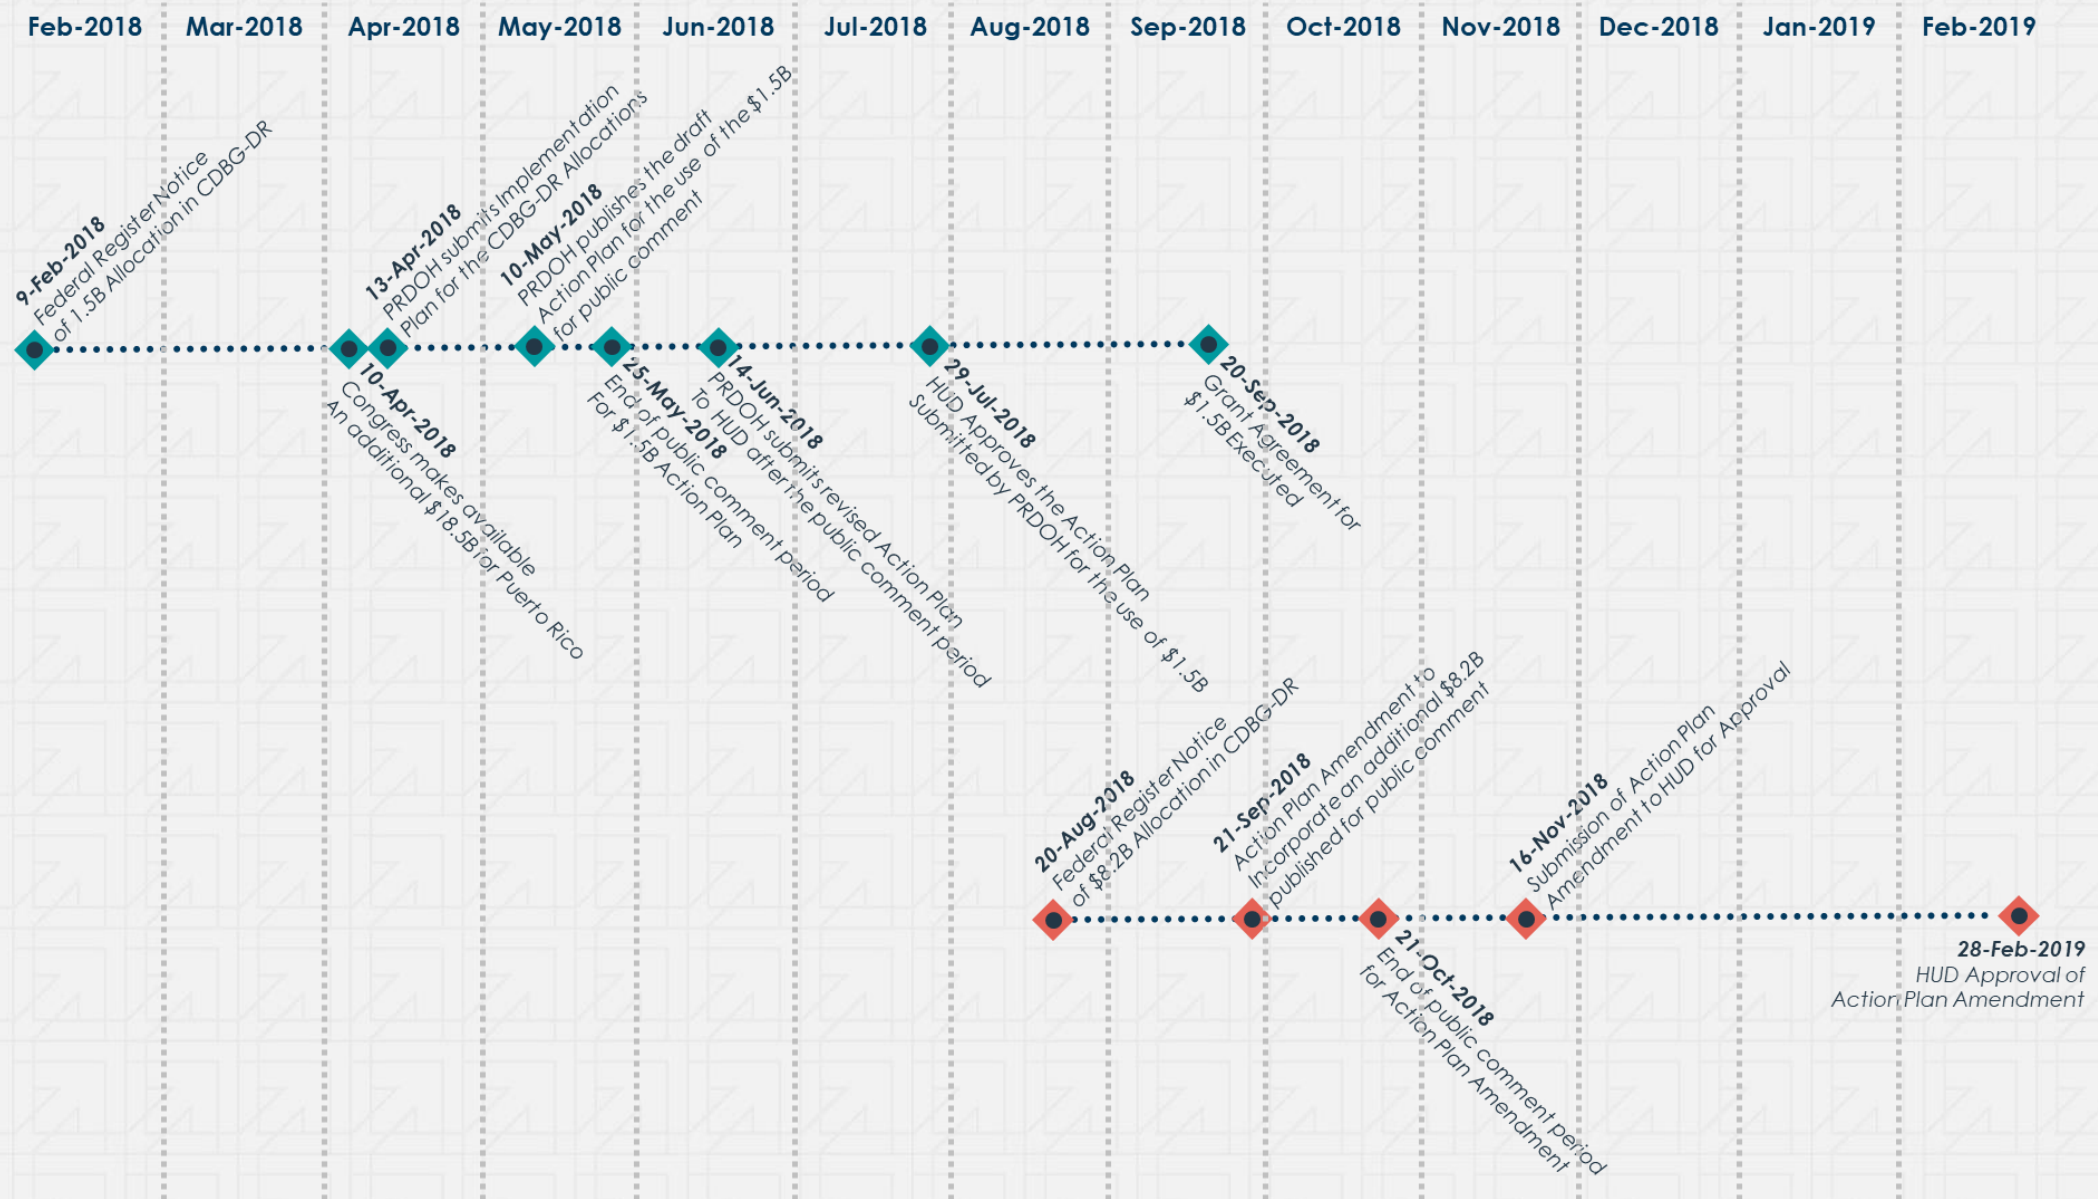 Feb-2018 Mar-2018 Apr-2018 May-2018 Jun-2018 Jul-2018 Aug-2018 Sep-2018 Oct-2018 Nov-2018 Dec-2018 Jan-2019 Feb-2019
9-Feb-2018
Federal Register Notice
of 1.5B Allocation in CDBG-DR
10-Apr-2018
Congress makes available
An additional $18.5B for Puerto Rico
13-Apr-2018
PRDOH submits Implementation
Plan for the CDBG-DR Allocations
10-May-2018
PRDOH publishes the draft
Action Plan for the use of the $1.5B
for public comment
25-May-2018
End of public comment period
For $1.5B Action Plan
14-Jun-2018
PRDOH submits revised Action Plan
To HUD after the public comment period
29-Jul-2018
HUD Approves the Action Plan
Submitted by PRDOH for the use of $1.5B
20-Sep-2018
Grant Agreement for
$1.5B Executed
20-Aug-2018
Federal Register Notice
of $8.2B Allocation in CDBG-DR
21-Sep-2018
Action Plan Amendment to
Incorporate an additional $8.2B
published for public comment
21-Oct-2018
End of public comment period
for Action Plan Amendment
16-Nov-2018
Submission of Action Plan
Amendment to HUD for Approval
28-Feb-2019
HUD Approval of
Action Plan Amendment